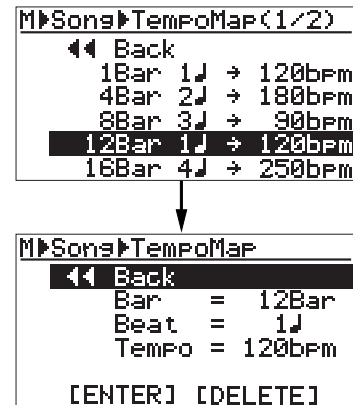 M▶Song▶TempoMap(1/2)
◀◀ Back
1Bar 1♩ → 120bpm
4Bar 2♩ → 180bpm
8Bar 3♩ → 90bpm
12Bar 1♩ → 120bpm
16Bar 4♩ → 250bpm
M▶Song▶TempoMap
◀◀ Back
Bar = 12Bar
Beat = 1♩
Tempo = 120bpm
[ENTER] [DELETE]